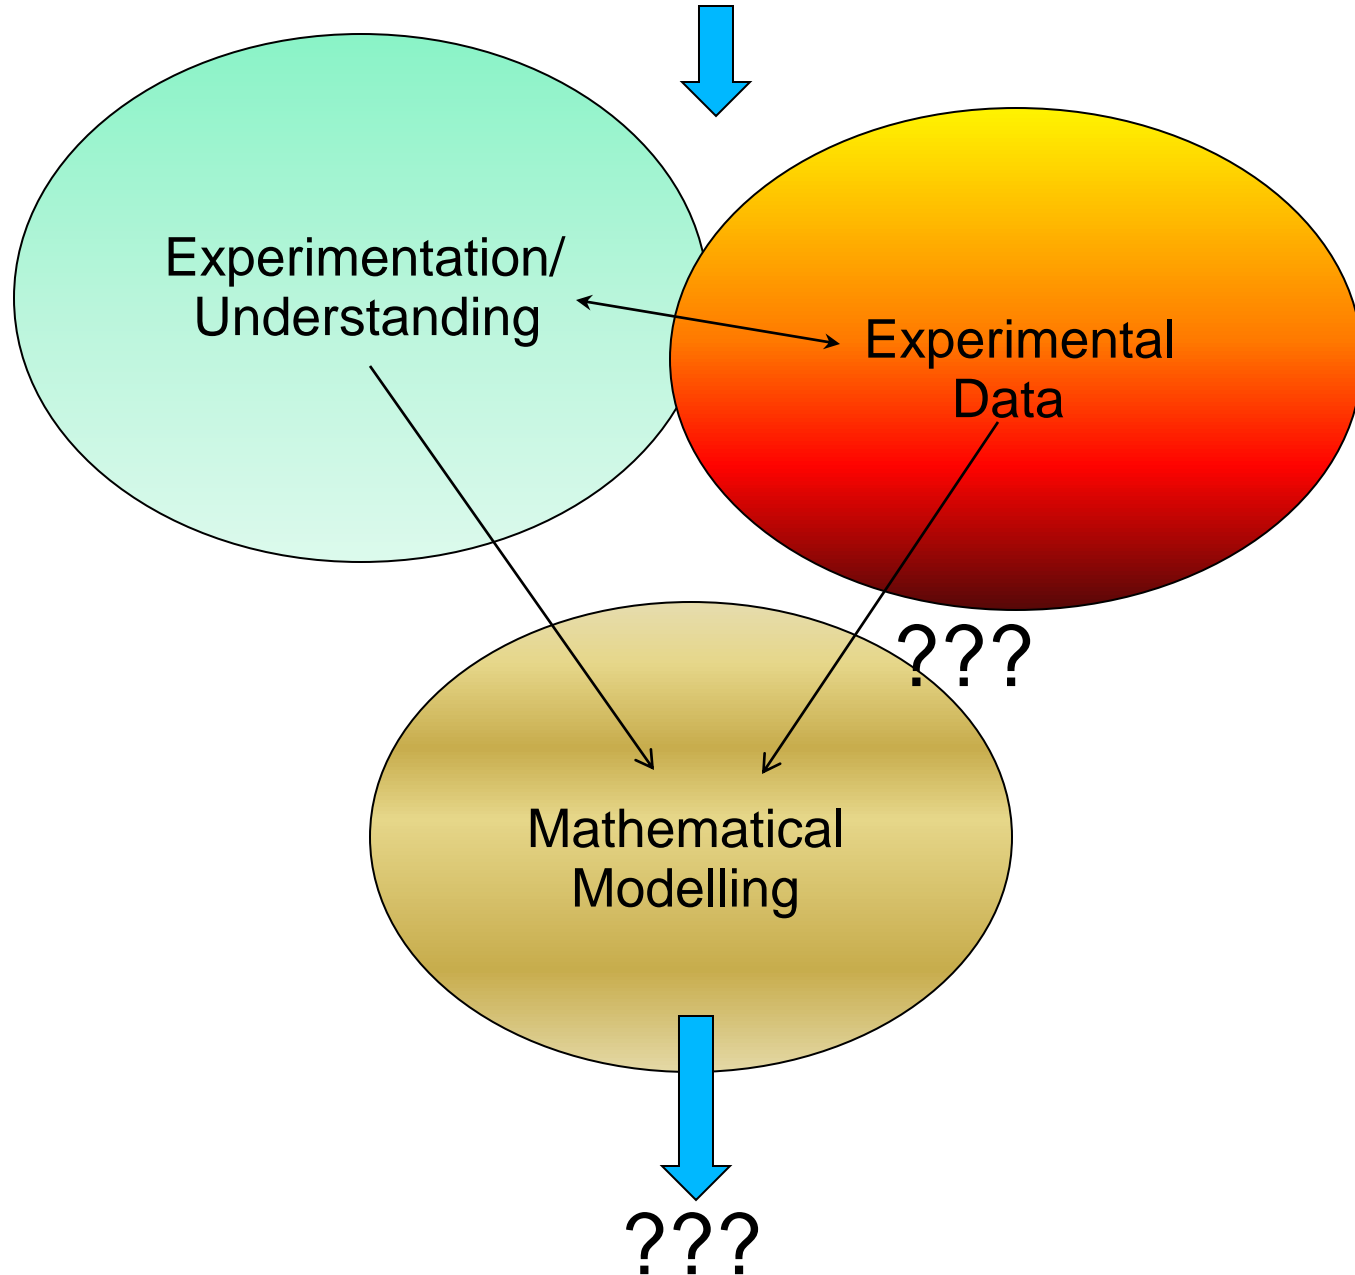 Experimentation/
Understanding
Experimental
Data
???
Mathematical
Modelling
???